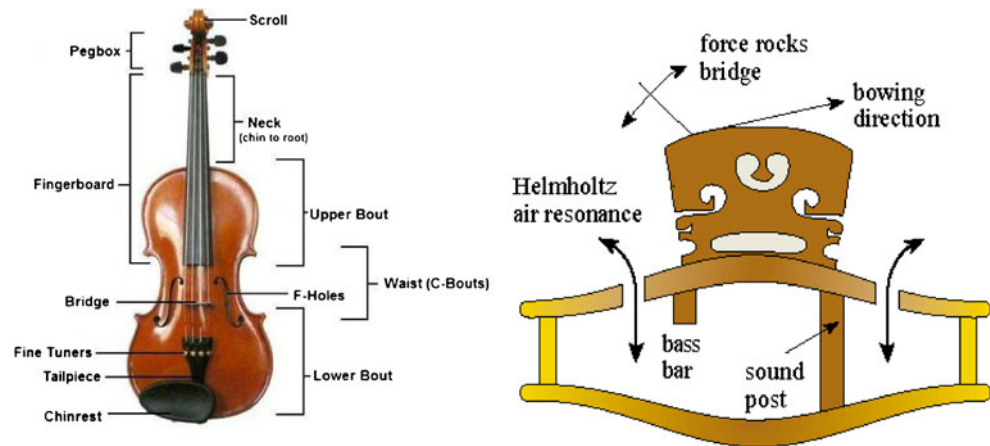 Scroll
Pegbox
Neck
(chin to root)
Fingerboard
Upper Bout
Waist (C-Bouts)
F-Holes
Bridge
Fine Tuners
Lower Bout
Tailpiece
Chinrest
force rocks
bridge
bowing
direction
Helmholtz
air resonance
bass
bar
sound
post